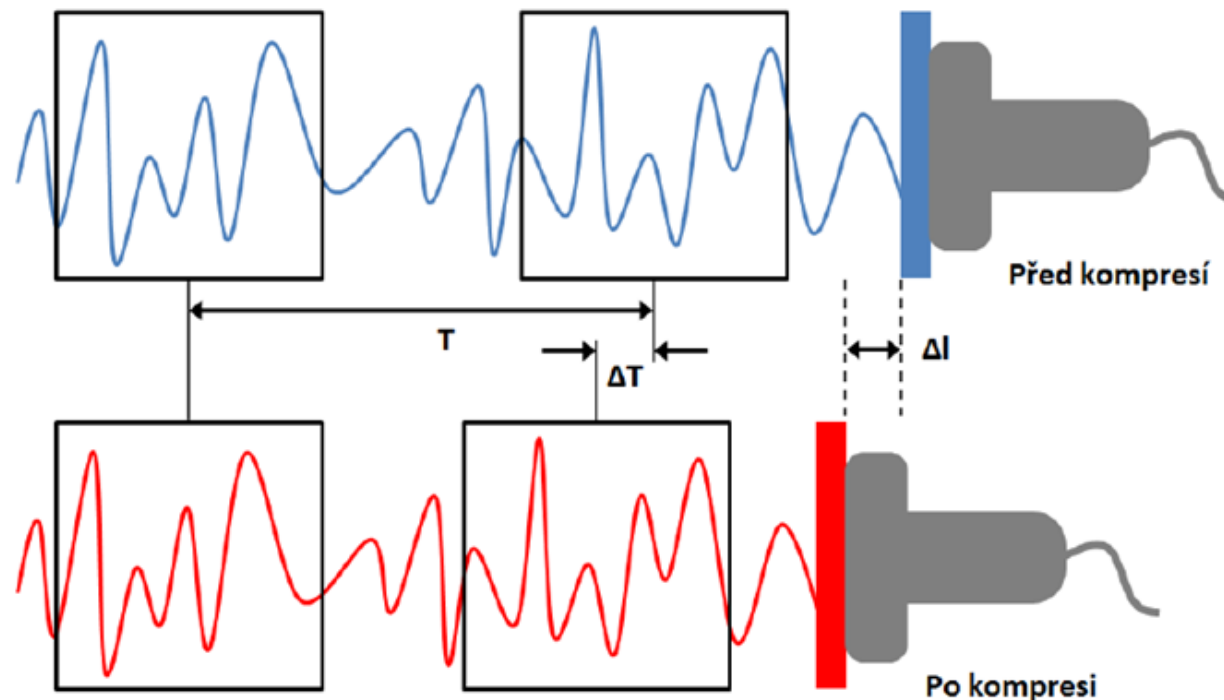 Před kompresí
T
Δl
ΔT
Po kompresi